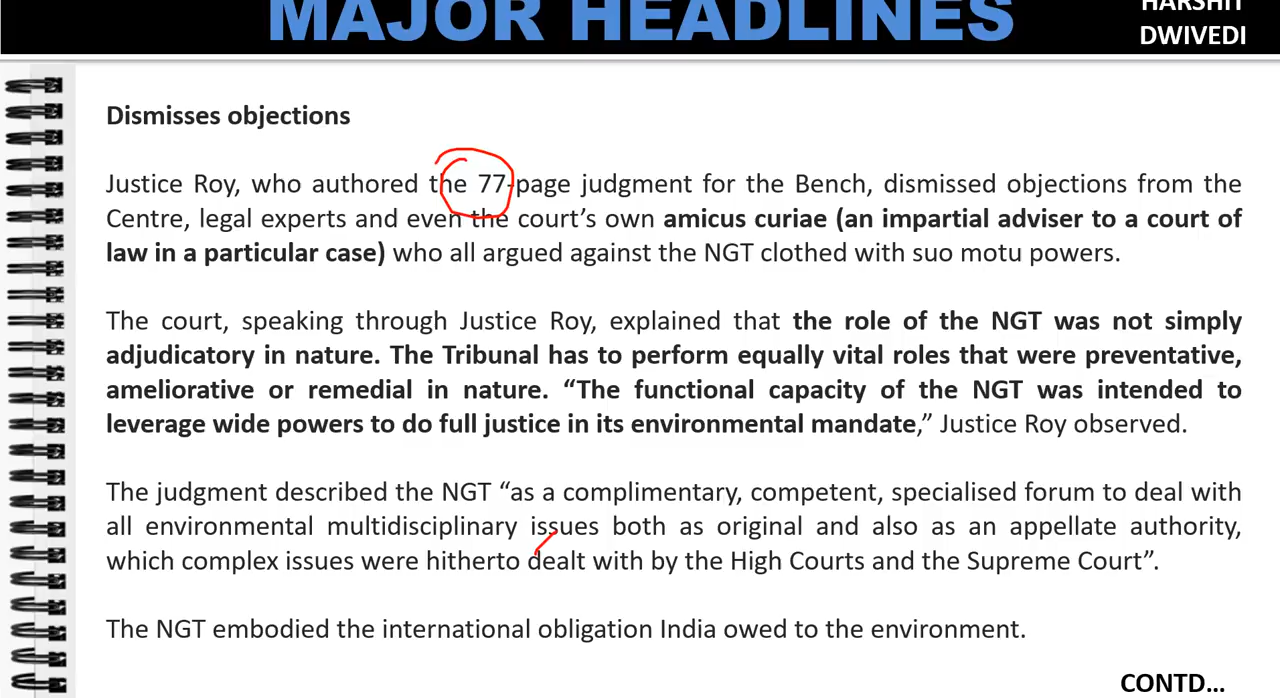 MAJOR HEADLINES
HARSHIT
DWIVEDI
Dismisses objections
Justice Roy, who authored the 77-page judgment for the Bench, dismissed objections from the
Centre, legal experts and even the court’s own amicus curiae (an impartial adviser to a court of
law in a particular case) who all argued against the NGT clothed with suo motu powers.
The court, speaking through Justice Roy, explained that the role of the NGT was not simply
adjudicatory in nature. The Tribunal has to perform equally vital roles that were preventative,
ameliorative or remedial in nature. “The functional capacity of the NGT was intended to
leverage wide powers to do full justice in its environmental mandate,” Justice Roy observed.
The judgment described the NGT “as a complimentary, competent, specialised forum to deal with
all environmental multidisciplinary issues both as original and also as an appellate authority,
which complex issues were hitherto dealt with by the High Courts and the Supreme Court”.
The NGT embodied the international obligation India owed to the environment.
CONTD...